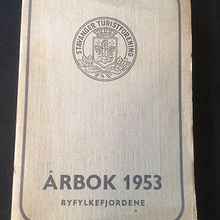 STAVANGER TURISTFORENING
ÅRBOK 1953
RYFYLKEFJORDENE